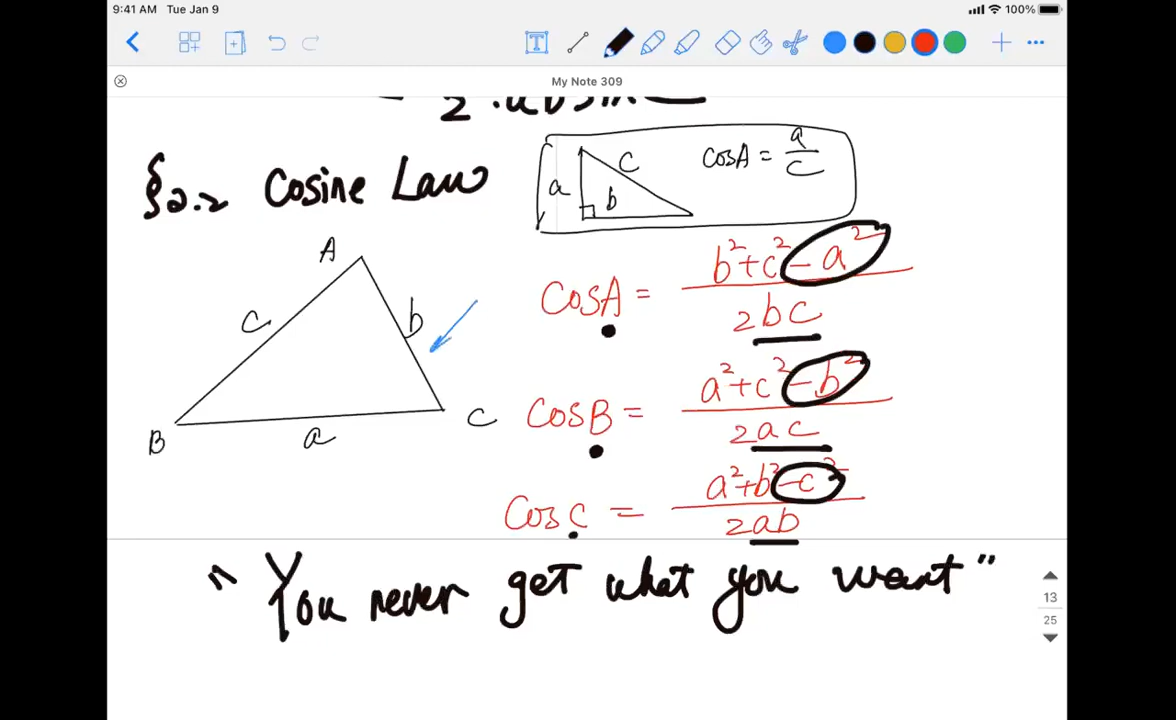 9:41 AM Tue Jan 9
100%
My Note 309
2
§2.2 Cosine Law
a
c
b
cosA = a/c
A
c
b
B
a
C
CosA = b²+c²-a² / 2bc
CosB = a²+c²-b² / 2ac
Cosc = a²+b²-c² / 2ab
"You never get what you want"
13
25